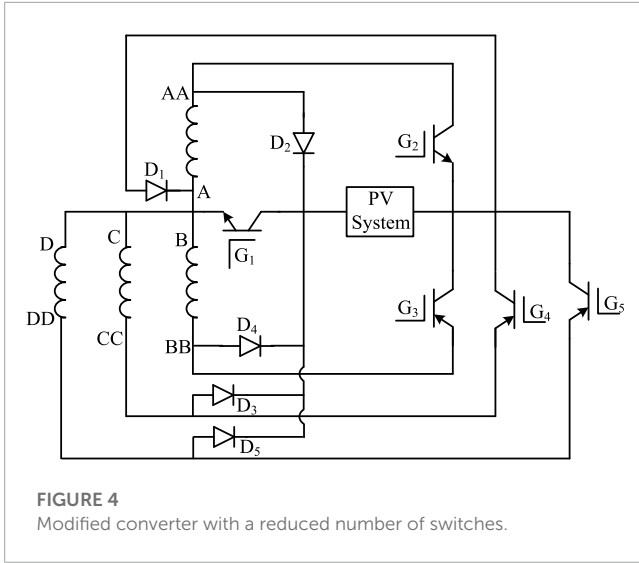 AA
D₂
G₂
D₁
A
PV
System
D
C
B
G₁
DD
CC
G₃
G₄
G₅
D₄
BB
D₃
D₅
FIGURE 4
Modified converter with a reduced number of switches.